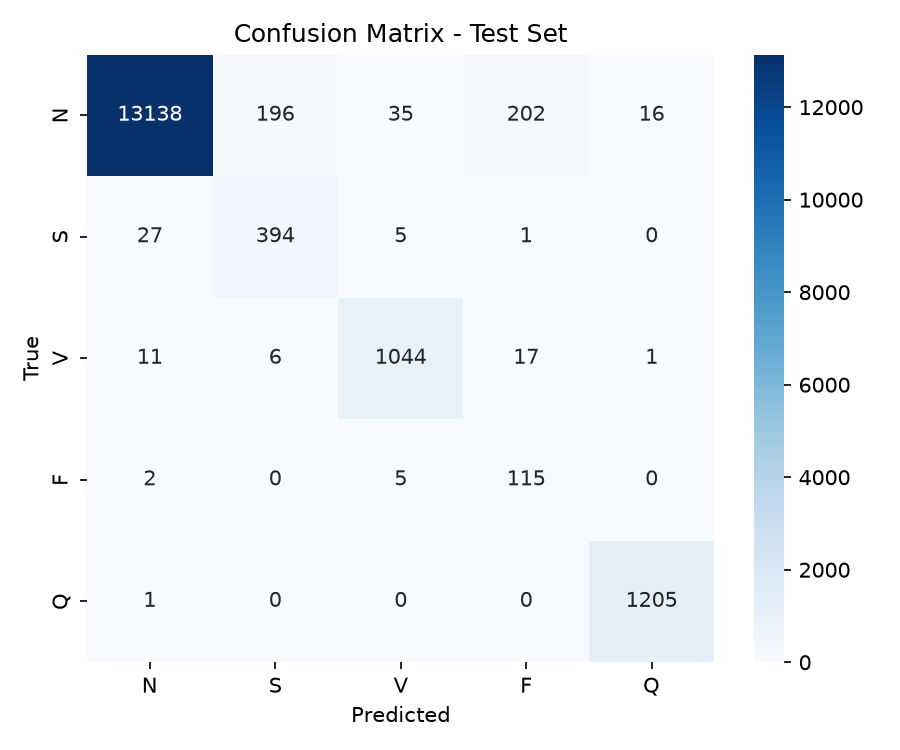 Confusion Matrix - Test Set
N 13138 196 35 202 16
S 27 394 5 1 0
V 11 6 1044 17 1
F 2 0 5 115 0
Q 1 0 0 0 1205
N S V F Q
Predicted
True
12000
10000
8000
6000
4000
2000
0